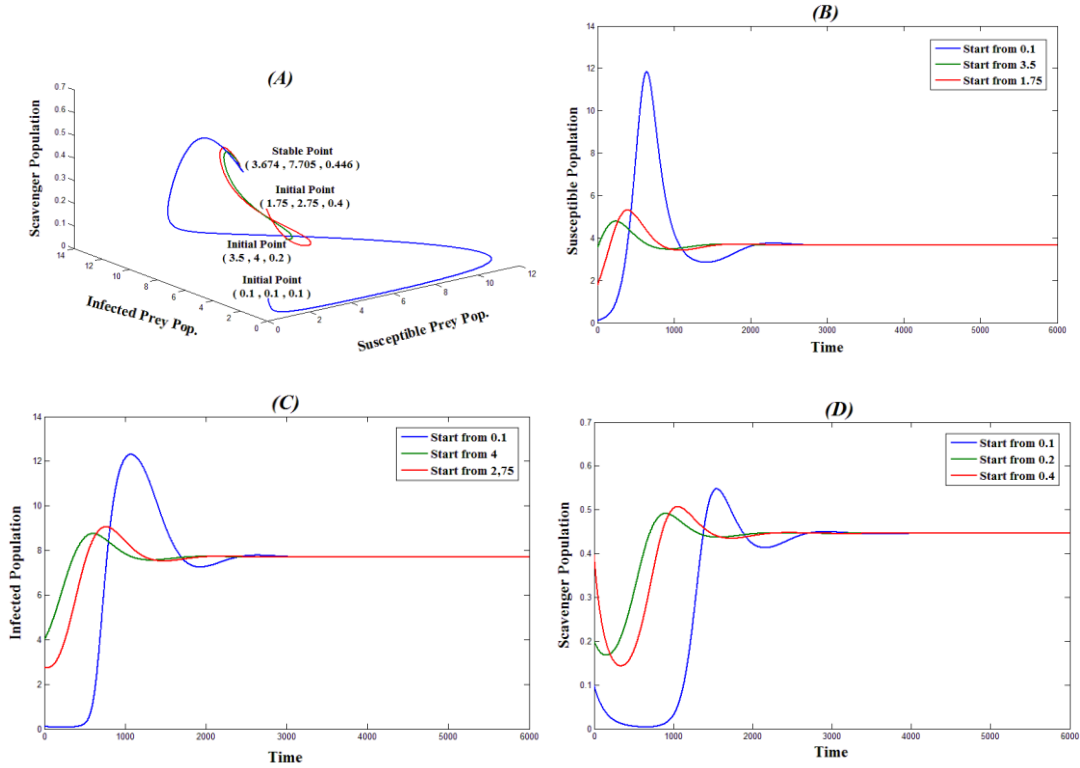 (A)
0.7
0.6
0.5
0.4
0.3
0.2
0.1
0
Scavenger Population
14
12
10
8
6
4
2
0
Infected Prey Pop.
0
2
4
6
8
10
12
Susceptible Prey Pop.
Stable Point
( 3.674 , 7.705 , 0.446 )
Initial Point
( 1.75 , 2.75 , 0.4 )
Initial Point
( 3.5 , 4 , 0.2 )
Initial Point
( 0.1 , 0.1 , 0.1 )
(B)
14
12
10
8
6
4
2
0
Susceptible Population
Start from 0.1
Start from 3.5
Start from 1.75
0 1000 2000 3000 4000 5000 6000
Time
(C)
14
12
10
8
6
4
2
0
Infected Population
Start from 0.1
Start from 4
Start from 2,75
0 1000 2000 3000 4000 5000 6000
Time
(D)
0.7
0.6
0.5
0.4
0.3
0.2
0.1
0
Scavenger Population
Start from 0.1
Start from 0.2
Start from 0.4
0 1000 2000 3000 4000 5000 6000
Time